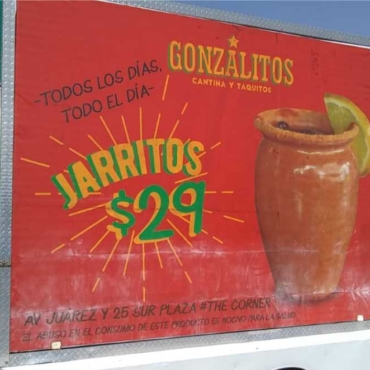 GONZALITOS
CANTINA Y TAQUITOS
-TODOS LOS DÍAS,
TODO EL DÍA-
JARRITOS
$29
AV JUAREZ Y 25 SUR PLAZA #THE CORNER
EL ABUSO EN EL CONSUMO DE ESTE PRODUCTO ES NOCIVO PARA LA SALUD